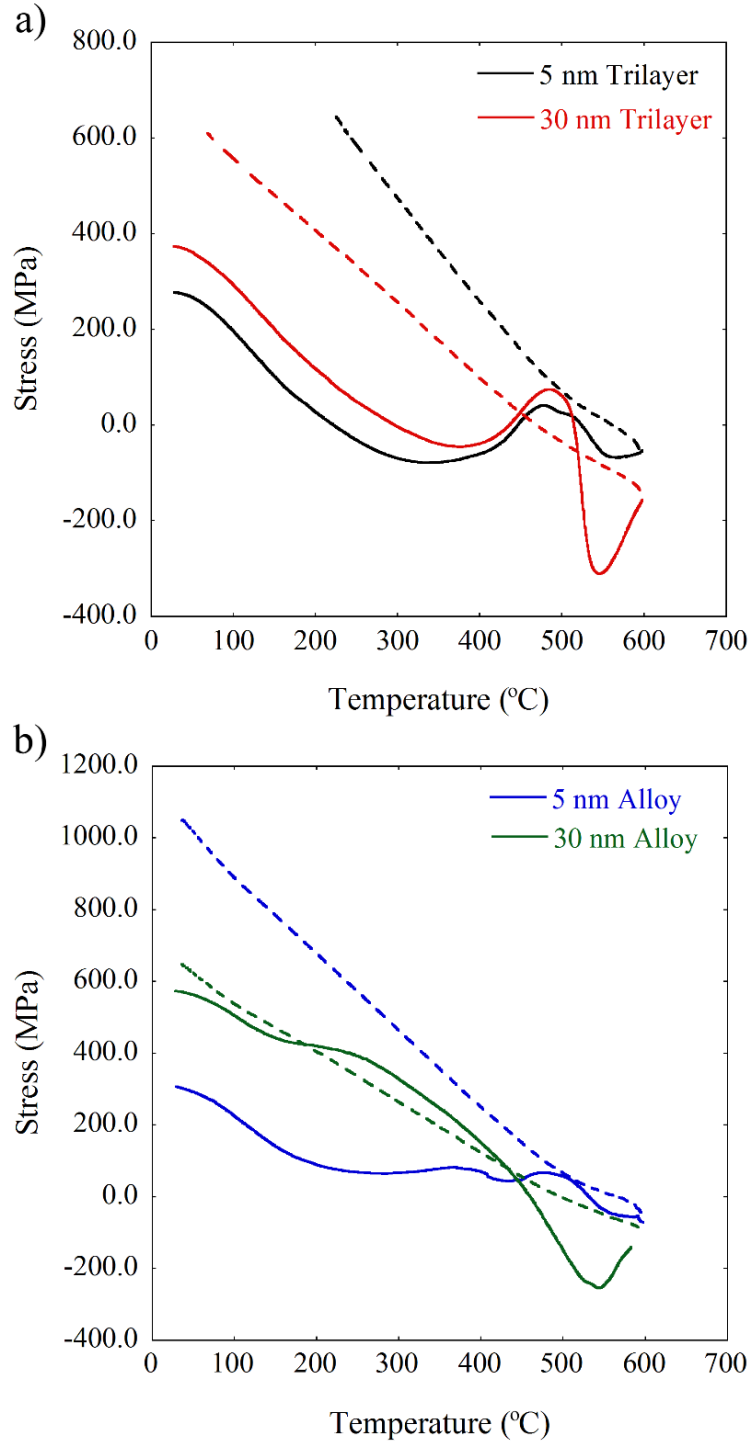 a)
800.0
600.0
400.0
200.0
0.0
-200.0
-400.0
Stress (MPa)
5 nm Trilayer
30 nm Trilayer
0 100 200 300 400 500 600 700
Temperature (ºC)
b)
1200.0
1000.0
800.0
600.0
400.0
200.0
0.0
-200.0
-400.0
Stress (MPa)
5 nm Alloy
30 nm Alloy
0 100 200 300 400 500 600 700
Temperature (ºC)